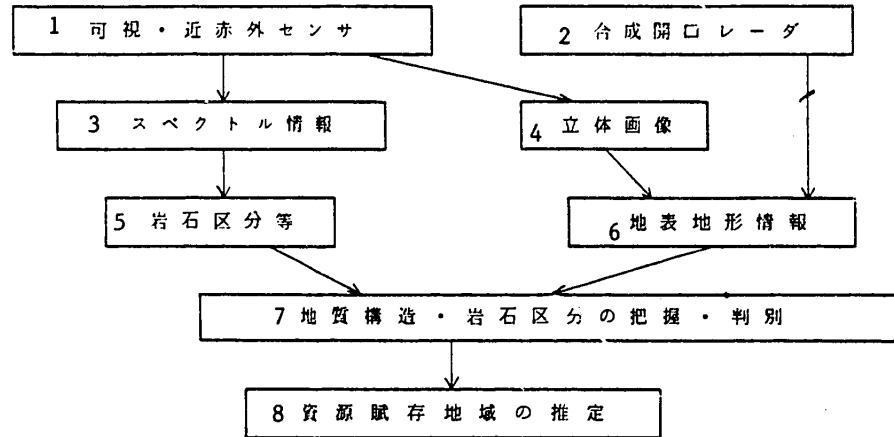 1 可視・近赤外センサ
2 合成開口レーダ
3 スペクトル情報
4 立体画像
5 岩石区分等
6 地表地形情報
7 地質構造・岩石区分の把握・判別
8 資源賦存地域の推定